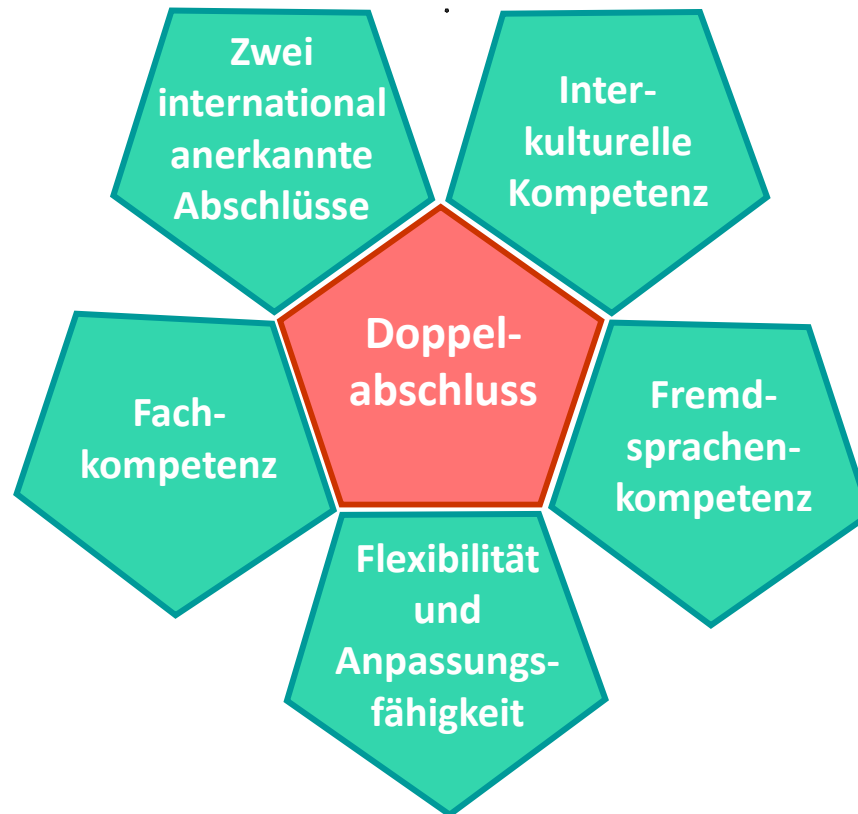 Zwei
international
anerkannte
Abschlüsse
Inter-
kulturelle
Kompetenz
Doppel-
abschluss
Fach-
kompetenz
Fremd-
sprachen-
kompetenz
Flexibilität
und
Anpassungs-
fähigkeit